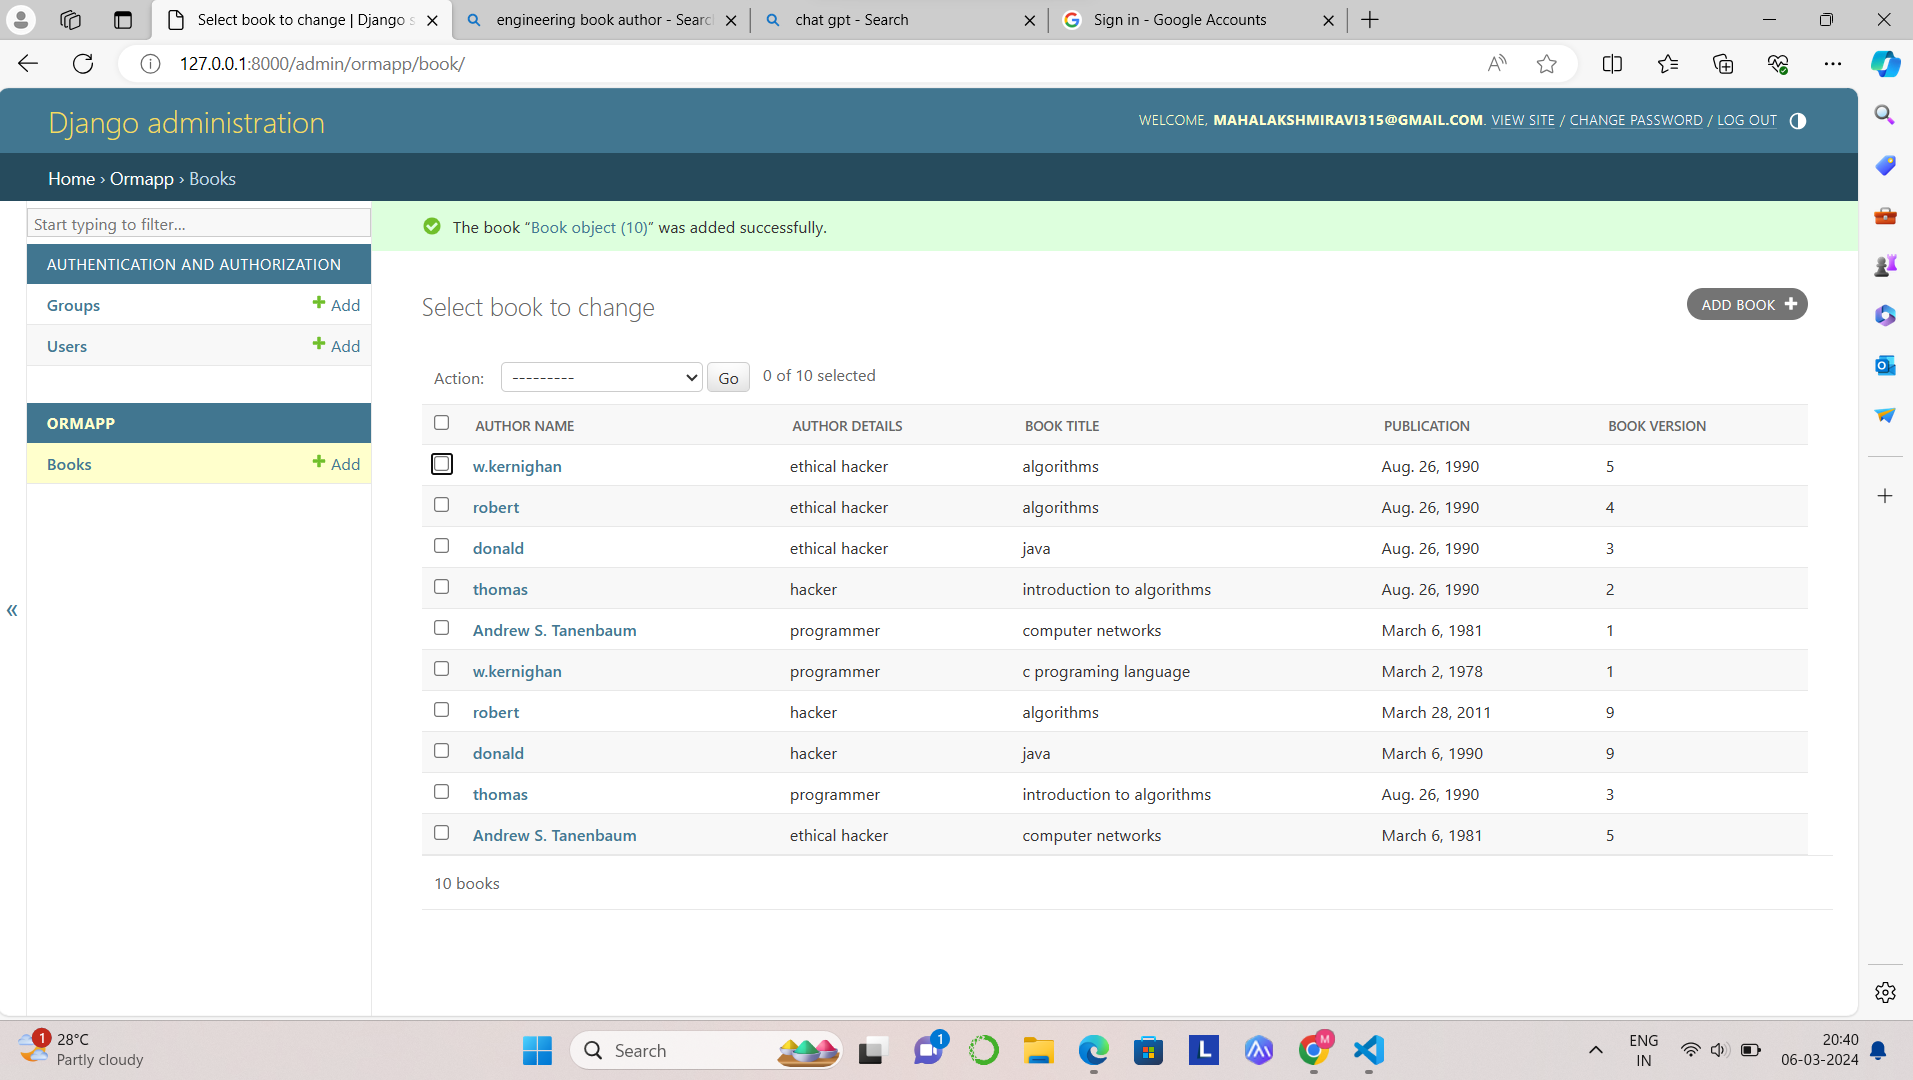 Select book to change | Django s
engineering book author - Searc
chat gpt - Search
Sign in - Google Accounts
127.0.0.1:8000/admin/ormapp/book/
Django administration
WELCOME, MAHALAKSHMIRAVI315@GMAIL.COM. VIEW SITE / CHANGE PASSWORD / LOG OUT
Home › Ormapp › Books
Start typing to filter...
The book “Book object (10)” was added successfully.
AUTHENTICATION AND AUTHORIZATION
Groups + Add
Users + Add
ORMAPP
Books + Add
Select book to change
ADD BOOK +
Action: --------- Go 0 of 10 selected
AUTHOR NAME AUTHOR DETAILS BOOK TITLE PUBLICATION BOOK VERSION
w.kernighan ethical hacker algorithms Aug. 26, 1990 5
robert ethical hacker algorithms Aug. 26, 1990 4
donald ethical hacker java Aug. 26, 1990 3
thomas hacker introduction to algorithms Aug. 26, 1990 2
Andrew S. Tanenbaum programmer computer networks March 6, 1981 1
w.kernighan programmer c programing language March 2, 1978 1
robert hacker algorithms March 28, 2011 9
donald hacker java March 6, 1990 9
thomas programmer introduction to algorithms Aug. 26, 1990 3
Andrew S. Tanenbaum ethical hacker computer networks March 6, 1981 5
10 books
«
1
28°C
Partly cloudy
Search
1
L
M
ENG
IN
20:40
06-03-2024